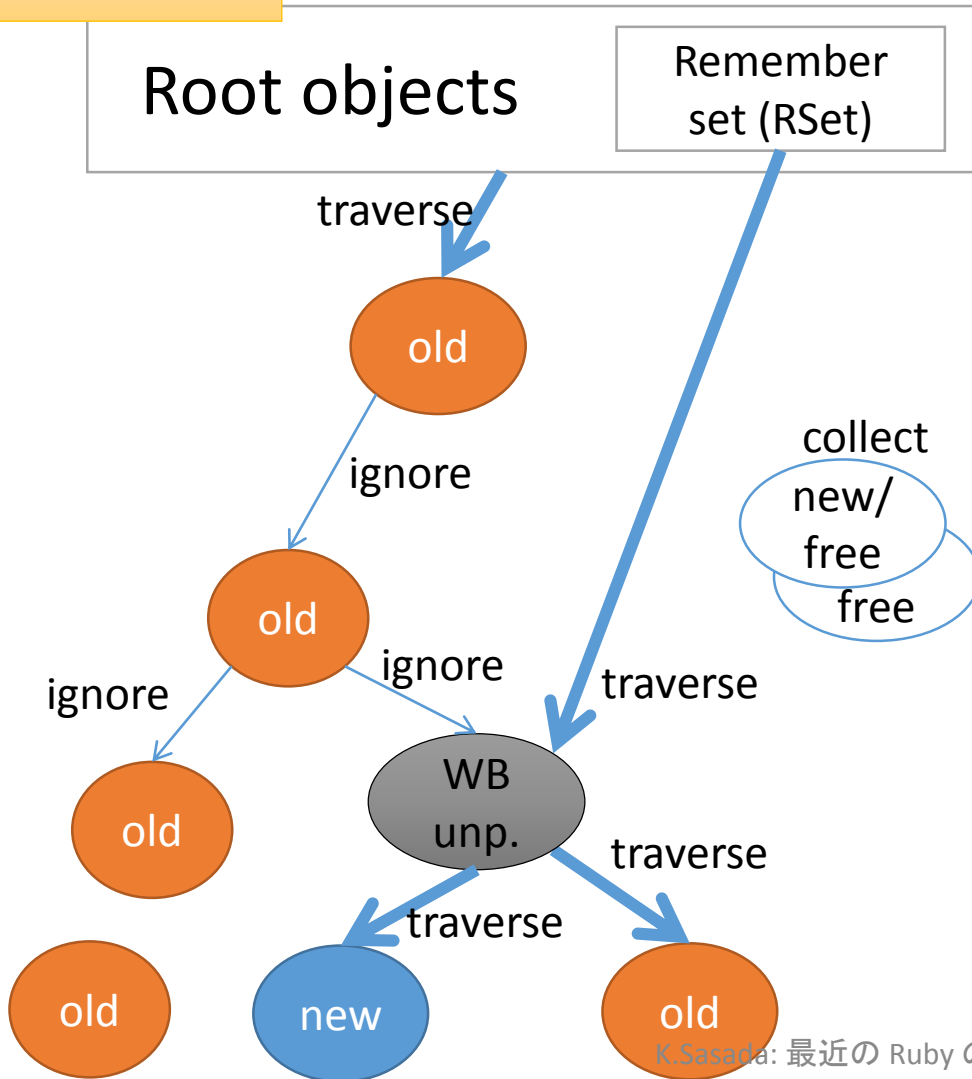 Root objects
Remember
set (RSet)
traverse
old
ignore
collect
new/
free
free
old
ignore
ignore
traverse
old
WB
unp.
traverse
traverse
old
new
old
K.Sasada: 最近の Ruby の